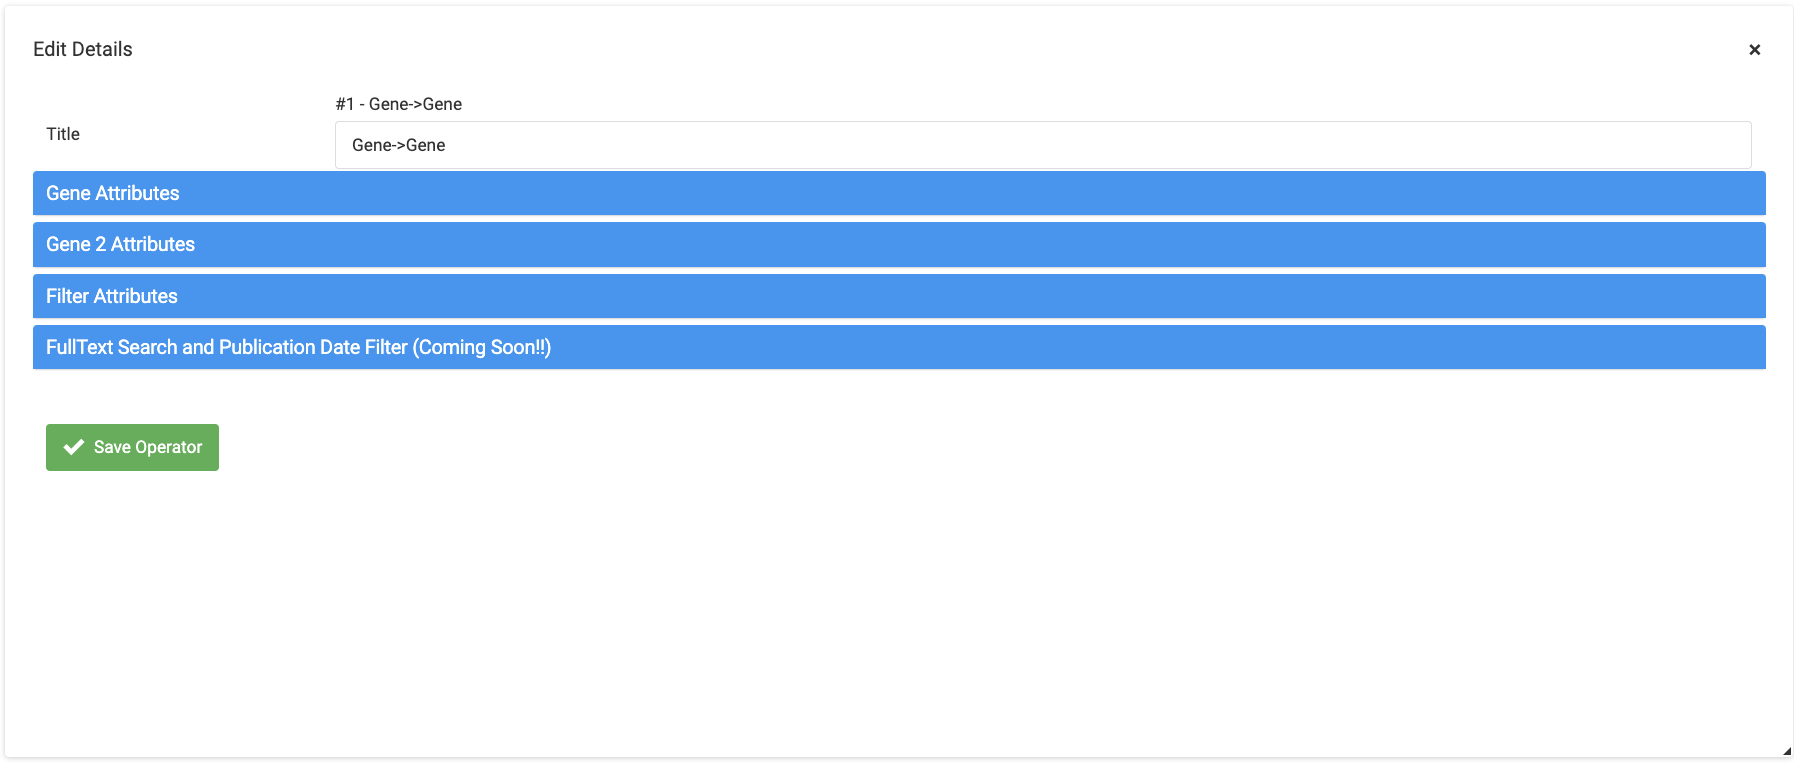 Edit Details
#1 - Gene->Gene
Title
Gene->Gene
Gene Attributes
Gene 2 Attributes
Filter Attributes
FullText Search and Publication Date Filter (Coming Soon!!)
Save Operator